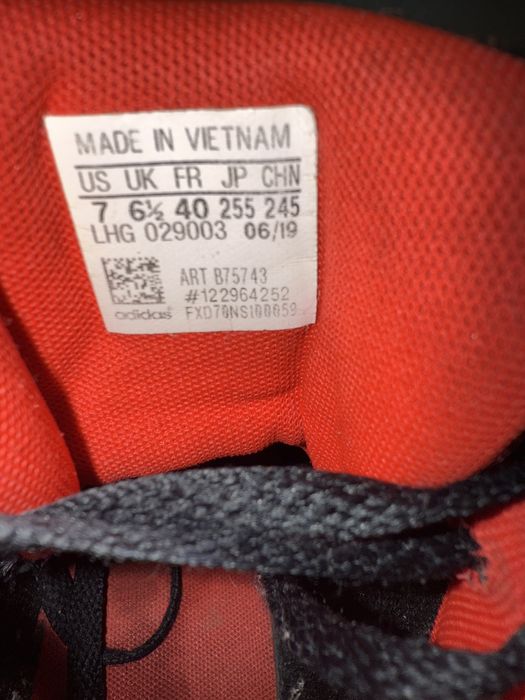 MADE IN VIETNAM
US UK FR JP CHN
7 6½ 40 255 245
LHG 029003 06/19
ART B75743
#122964252
adidas FXD70NS100059